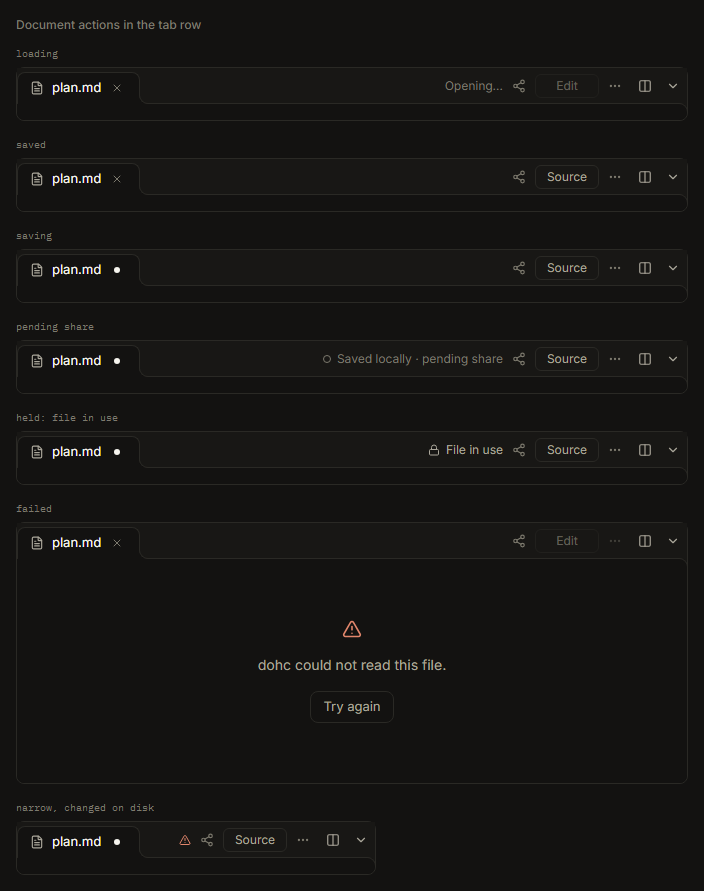 Document actions in the tab row
loading
plan.md Opening... Edit
saved
plan.md Source
saving
plan.md Source
pending share
plan.md Saved locally · pending share Source
held: file in use
plan.md File in use Source
failed
plan.md Edit
dohc could not read this file.
Try again
narrow, changed on disk
plan.md Source